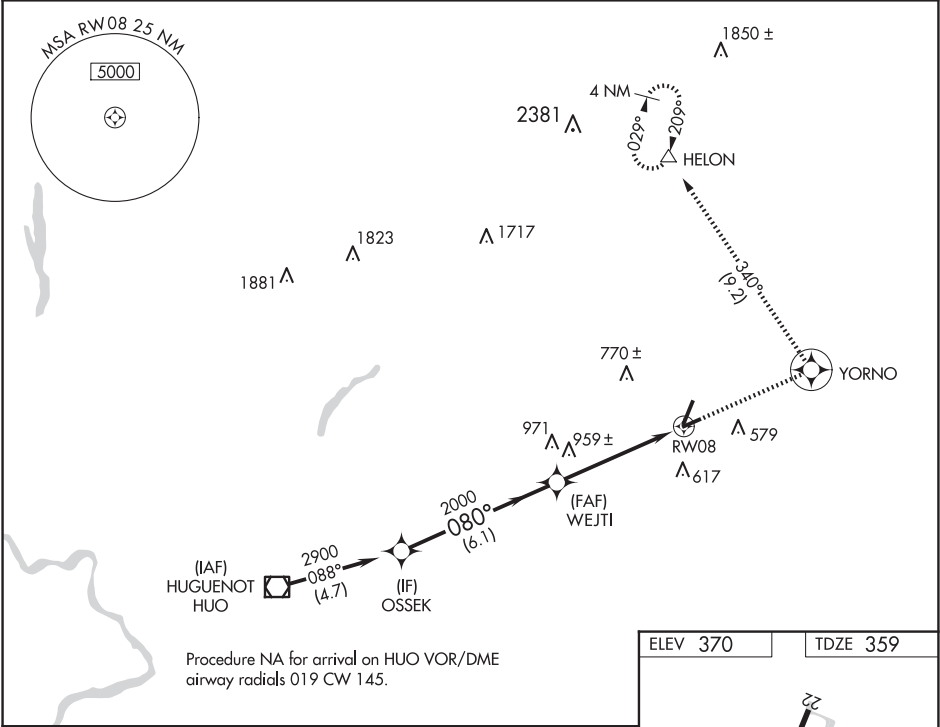 MSA RW08 25 NM
5000
1850 ±
4 NM
2381
029°
209°
HELON
1823
1717
1881
340°
(9.2)
770 ±
YORNO
971
959 ±
579
RW08
617
(FAF)
WEJTI
2000
080°
(6.1)
2900
088°
(4.7)
(IAF)
HUGUENOT
HUO
(IF)
OSSEK
Procedure NA for arrival on HUO VOR/DME
airway radials 019 CW 145.
ELEV 370
TDZE 359
22